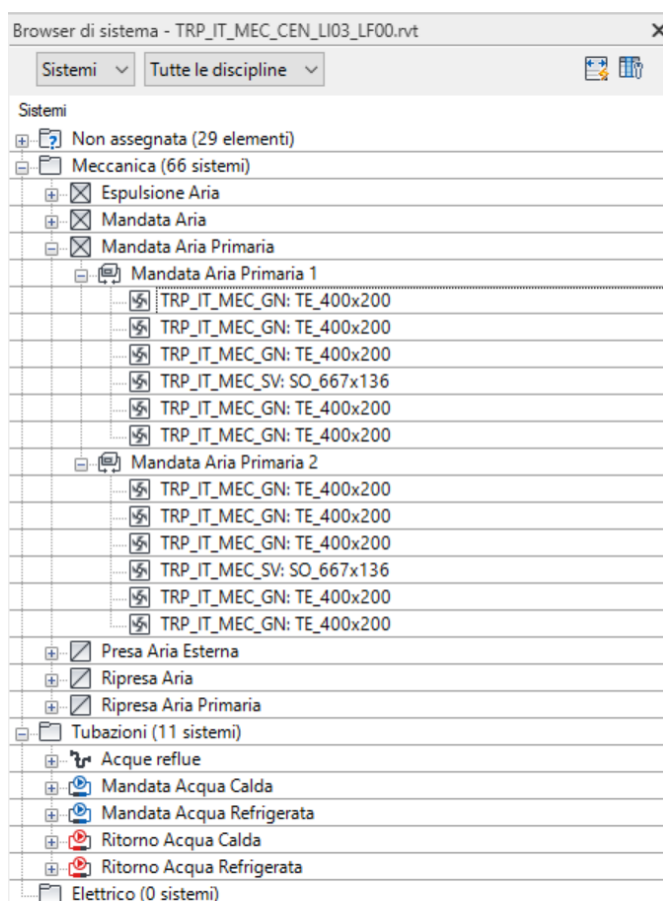 Browser di sistema - TRP_IT_MEC_CEN_LI03_LF00.rvt
Sistemi Tutte le discipline
Sistemi
Non assegnata (29 elementi)
Meccanica (66 sistemi)
Espulsione Aria
Mandata Aria
Mandata Aria Primaria
Mandata Aria Primaria 1
TRP_IT_MEC_GN: TE_400x200
TRP_IT_MEC_GN: TE_400x200
TRP_IT_MEC_GN: TE_400x200
TRP_IT_MEC_SV: SO_667x136
TRP_IT_MEC_GN: TE_400x200
TRP_IT_MEC_GN: TE_400x200
Mandata Aria Primaria 2
TRP_IT_MEC_GN: TE_400x200
TRP_IT_MEC_GN: TE_400x200
TRP_IT_MEC_GN: TE_400x200
TRP_IT_MEC_SV: SO_667x136
TRP_IT_MEC_GN: TE_400x200
TRP_IT_MEC_GN: TE_400x200
Presa Aria Esterna
Ripresa Aria
Ripresa Aria Primaria
Tubazioni (11 sistemi)
Acque reflue
Mandata Acqua Calda
Mandata Acqua Refrigerata
Ritorno Acqua Calda
Ritorno Acqua Refrigerata
Elettrico (0 sistemi)